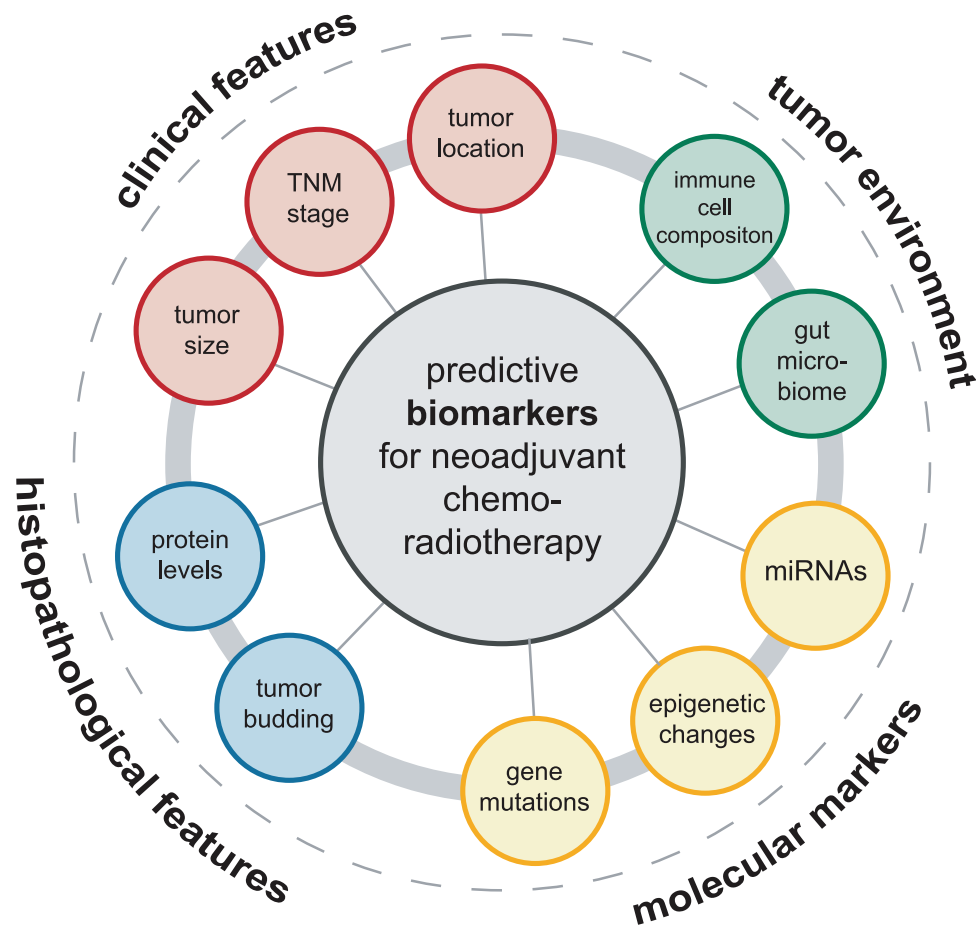 clinical features
tumor environment
histopathological features
molecular markers
tumor
location
TNM
stage
tumor
size
immune
cell
compositon
gut
micro-
biome
miRNAs
epigenetic
changes
gene
mutations
tumor
budding
protein
levels
predictive
biomarkers
for neoadjuvant
chemo-
radiotherapy